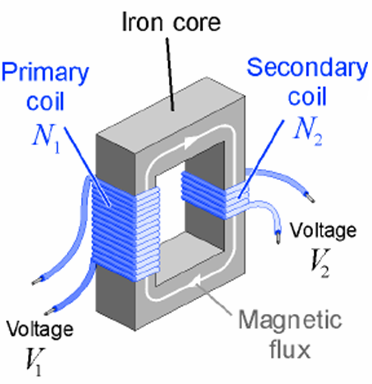 Iron core
Primary
coil
N₁
Secondary
coil
N₂
Voltage
V₂
Voltage
V₁
Magnetic
flux